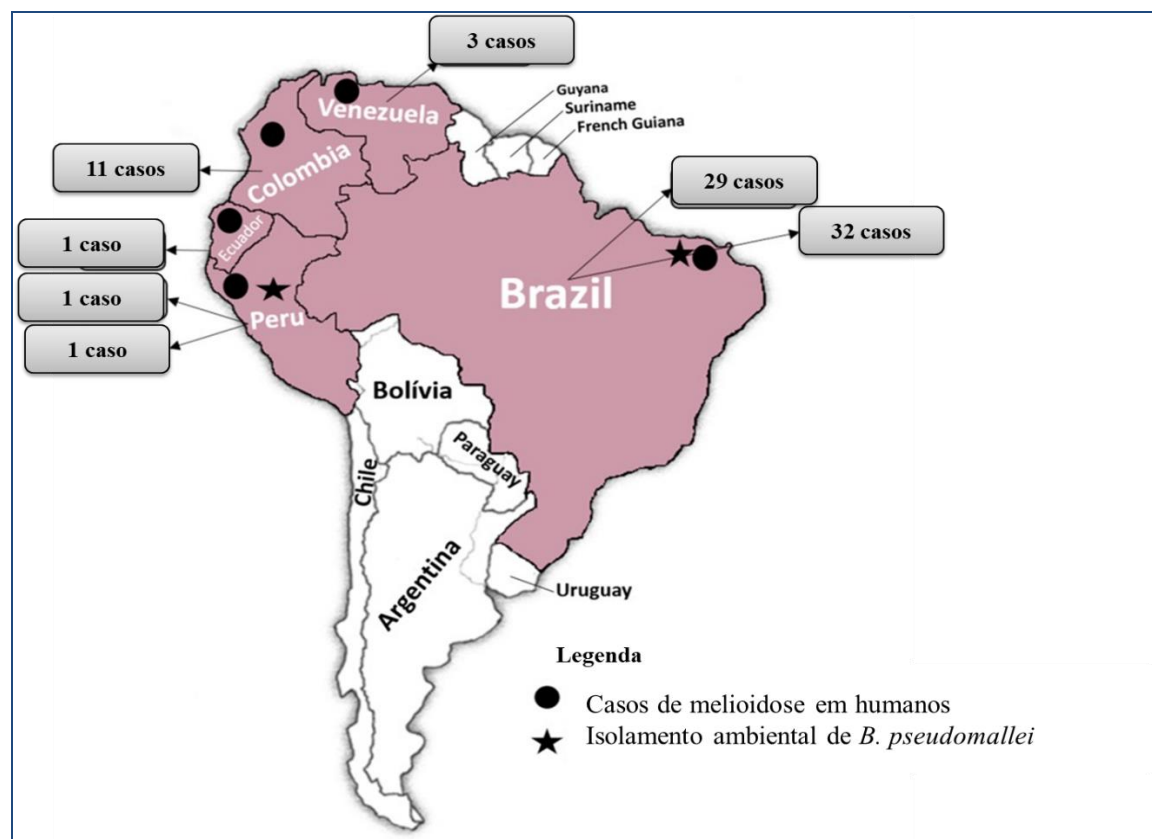 3 casos
Guyana
Suriname
French Guiana
Venezuela
11 casos
Colombia
29 casos
1 caso
Ecuador
32 casos
1 caso
Brazil
Peru
1 caso
Bolívia
Paraguay
Chile
Argentina
Uruguay
Legenda
Casos de melioidose em humanos
Isolamento ambiental de B. pseudomallei